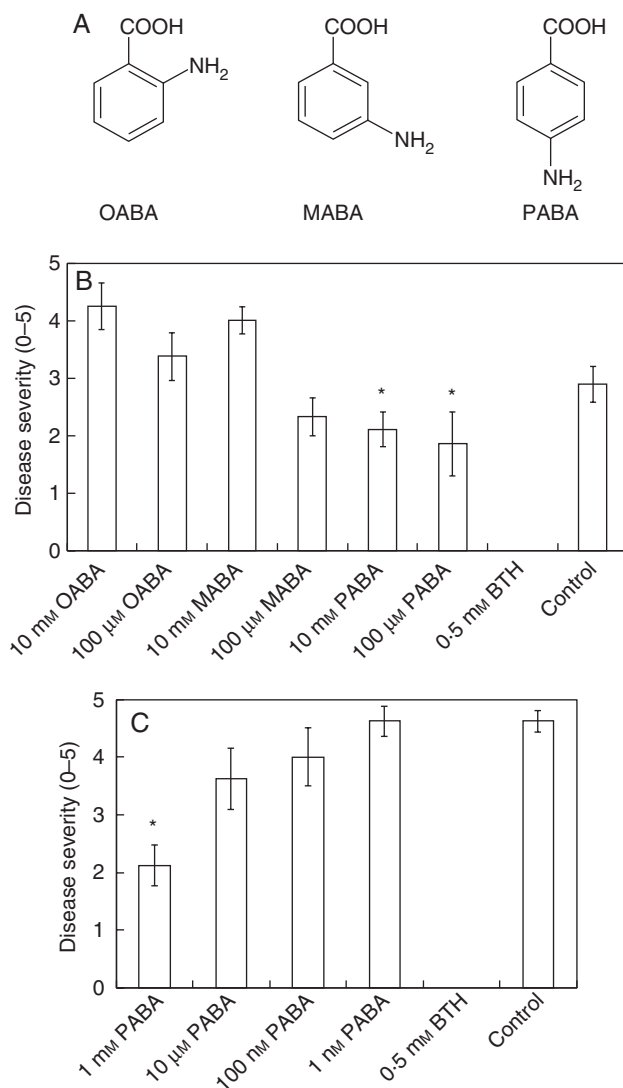 A
COOH COOH COOH
NH2
NH2
NH2
OABA MABA PABA
B
Disease severity (0–5)
5
4
3
2
1
0
* *
10 mM OABA
100 μM OABA
10 mM MABA
100 μM MABA
10 mM PABA
100 μM PABA
0·5 mM BTH
Control
C
Disease severity (0–5)
5
4
3
2
1
0
*
1 mM PABA
10 μM PABA
100 nM PABA
1 nM PABA
0·5 mM BTH
Control